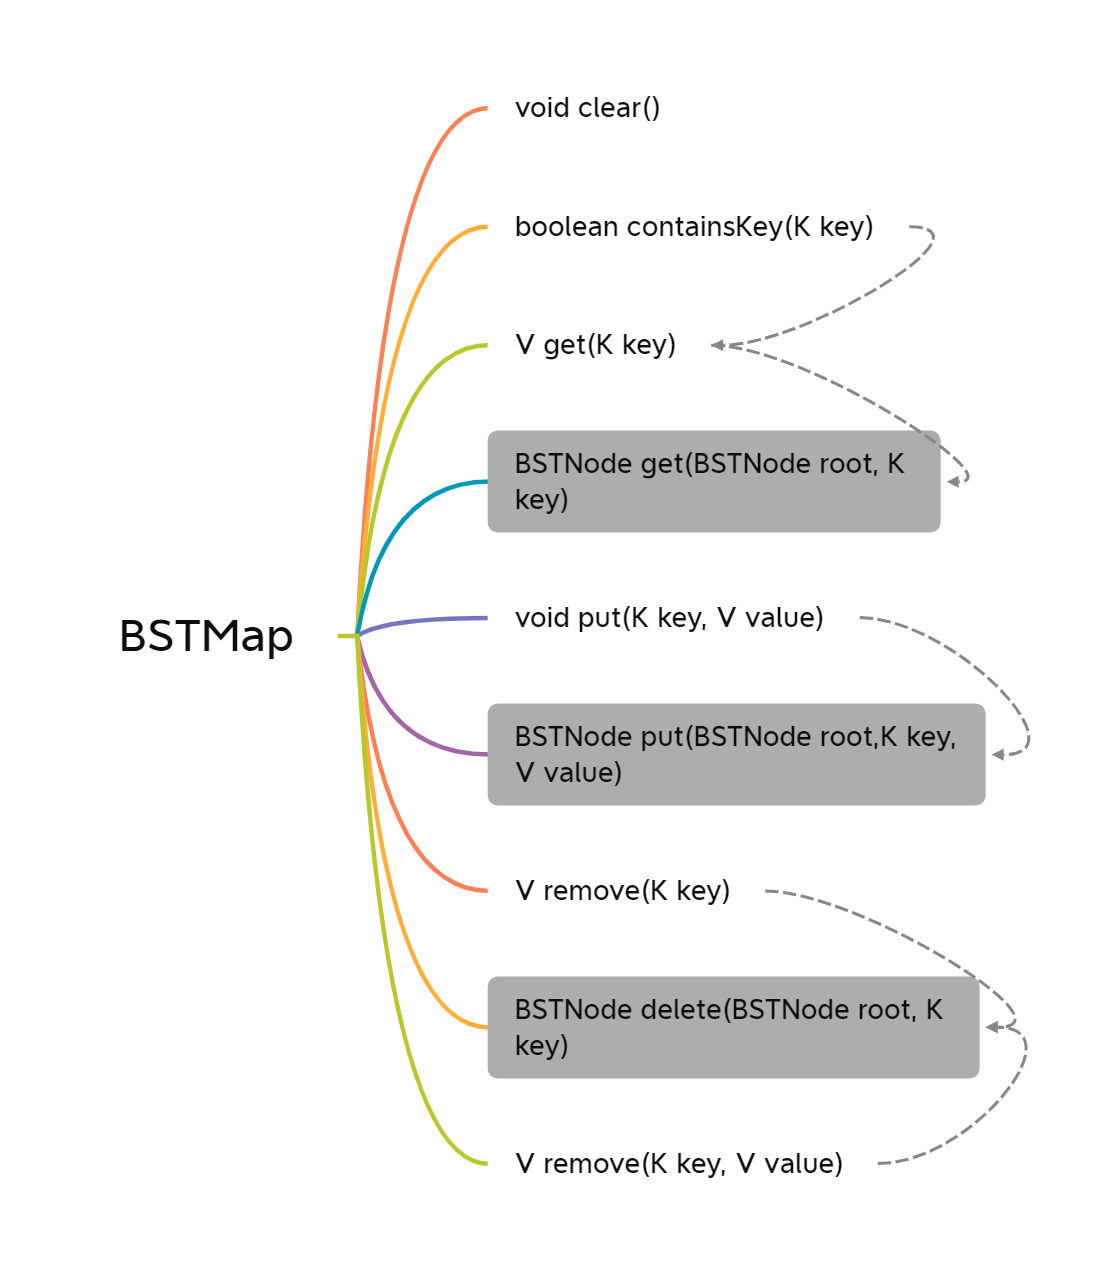 void clear()
boolean containsKey(K key)
V get(K key)
BSTNode get(BSTNode root, K
key)
BSTMap
void put(K key, V value)
BSTNode put(BSTNode root,K key,
V value)
V remove(K key)
BSTNode delete(BSTNode root, K
key)
V remove(K key, V value)